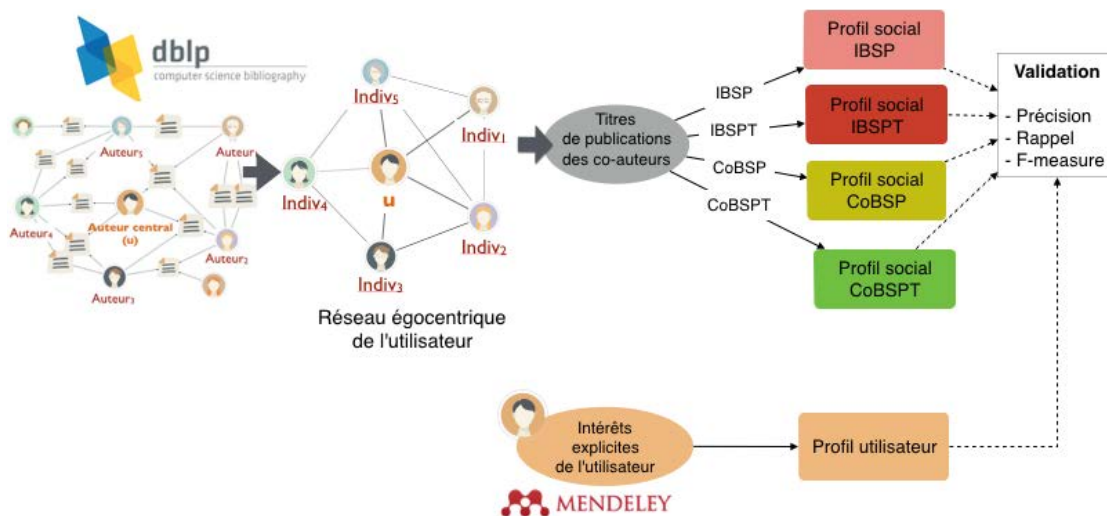 dblp
computer science bibliography
Auteur₅
Auteur₁
Auteur₄
Auteur central
(u)
Auteur₂
Auteur₃
Indiv₅
Indiv₁
Indiv₄
u
Indiv₂
Indiv₃
Réseau égocentrique
de l'utilisateur
Titres
de publications
des co-auteurs
IBSP
IBSPT
CoBSP
CoBSPT
Profil social
IBSP
Profil social
IBSPT
Profil social
CoBSP
Profil social
CoBSPT
Validation
- Précision
- Rappel
- F-measure
Intérêts
explicites
de l'utilisateur
MENDELEY
Profil utilisateur